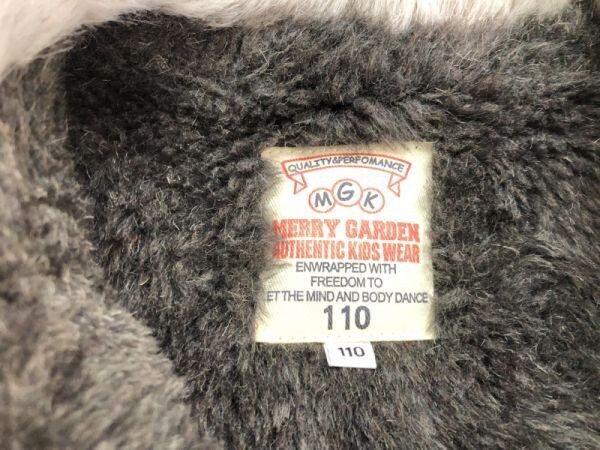 QUALITY&PERFOMANCE
MGK
MERRY GARDEN
AUTHENTIC KIDS WEAR
ENWRAPPED WITH
FREEDOM TO
LET THE MIND AND BODY DANCE
110
110